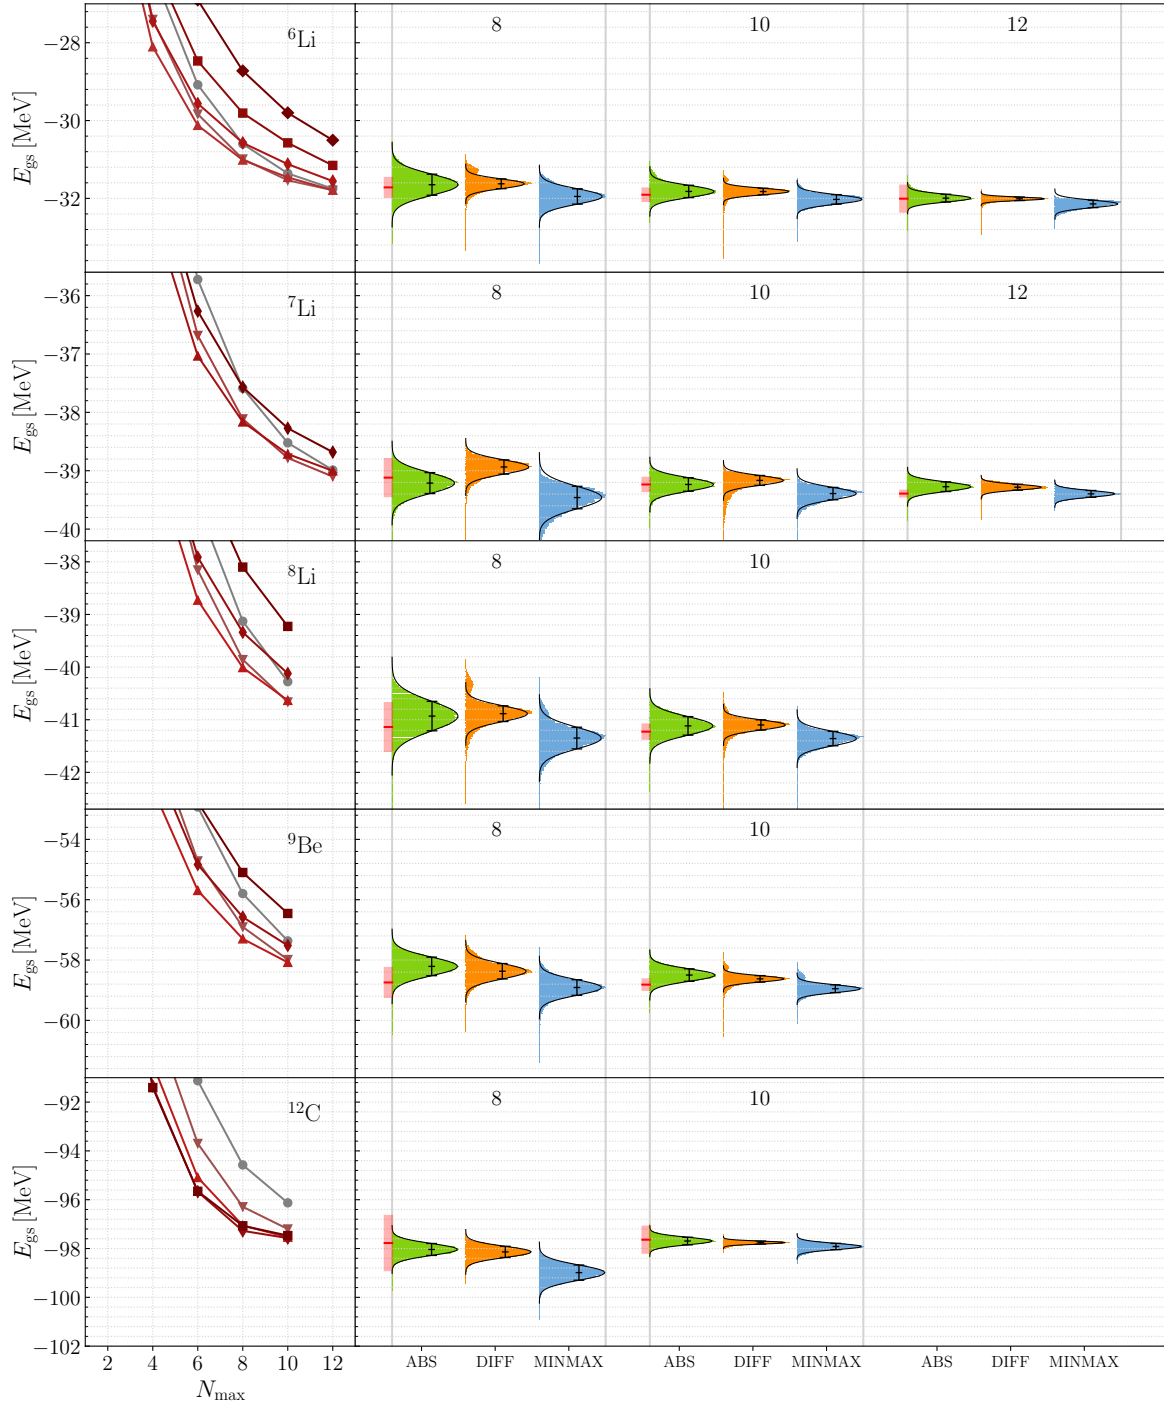 ⁶Li 8 10 12
−28
−30
−32
E_gs [MeV]
⁷Li 8 10 12
−36
−37
−38
−39
−40
E_gs [MeV]
⁸Li 8 10
−38
−39
−40
−41
−42
E_gs [MeV]
⁹Be 8 10
−54
−56
−58
−60
E_gs [MeV]
¹²C 8 10
−92
−94
−96
−98
−100
−102
E_gs [MeV]
2 4 6 8 10 12 ABS DIFF MINMAX ABS DIFF MINMAX ABS DIFF MINMAX
N_max